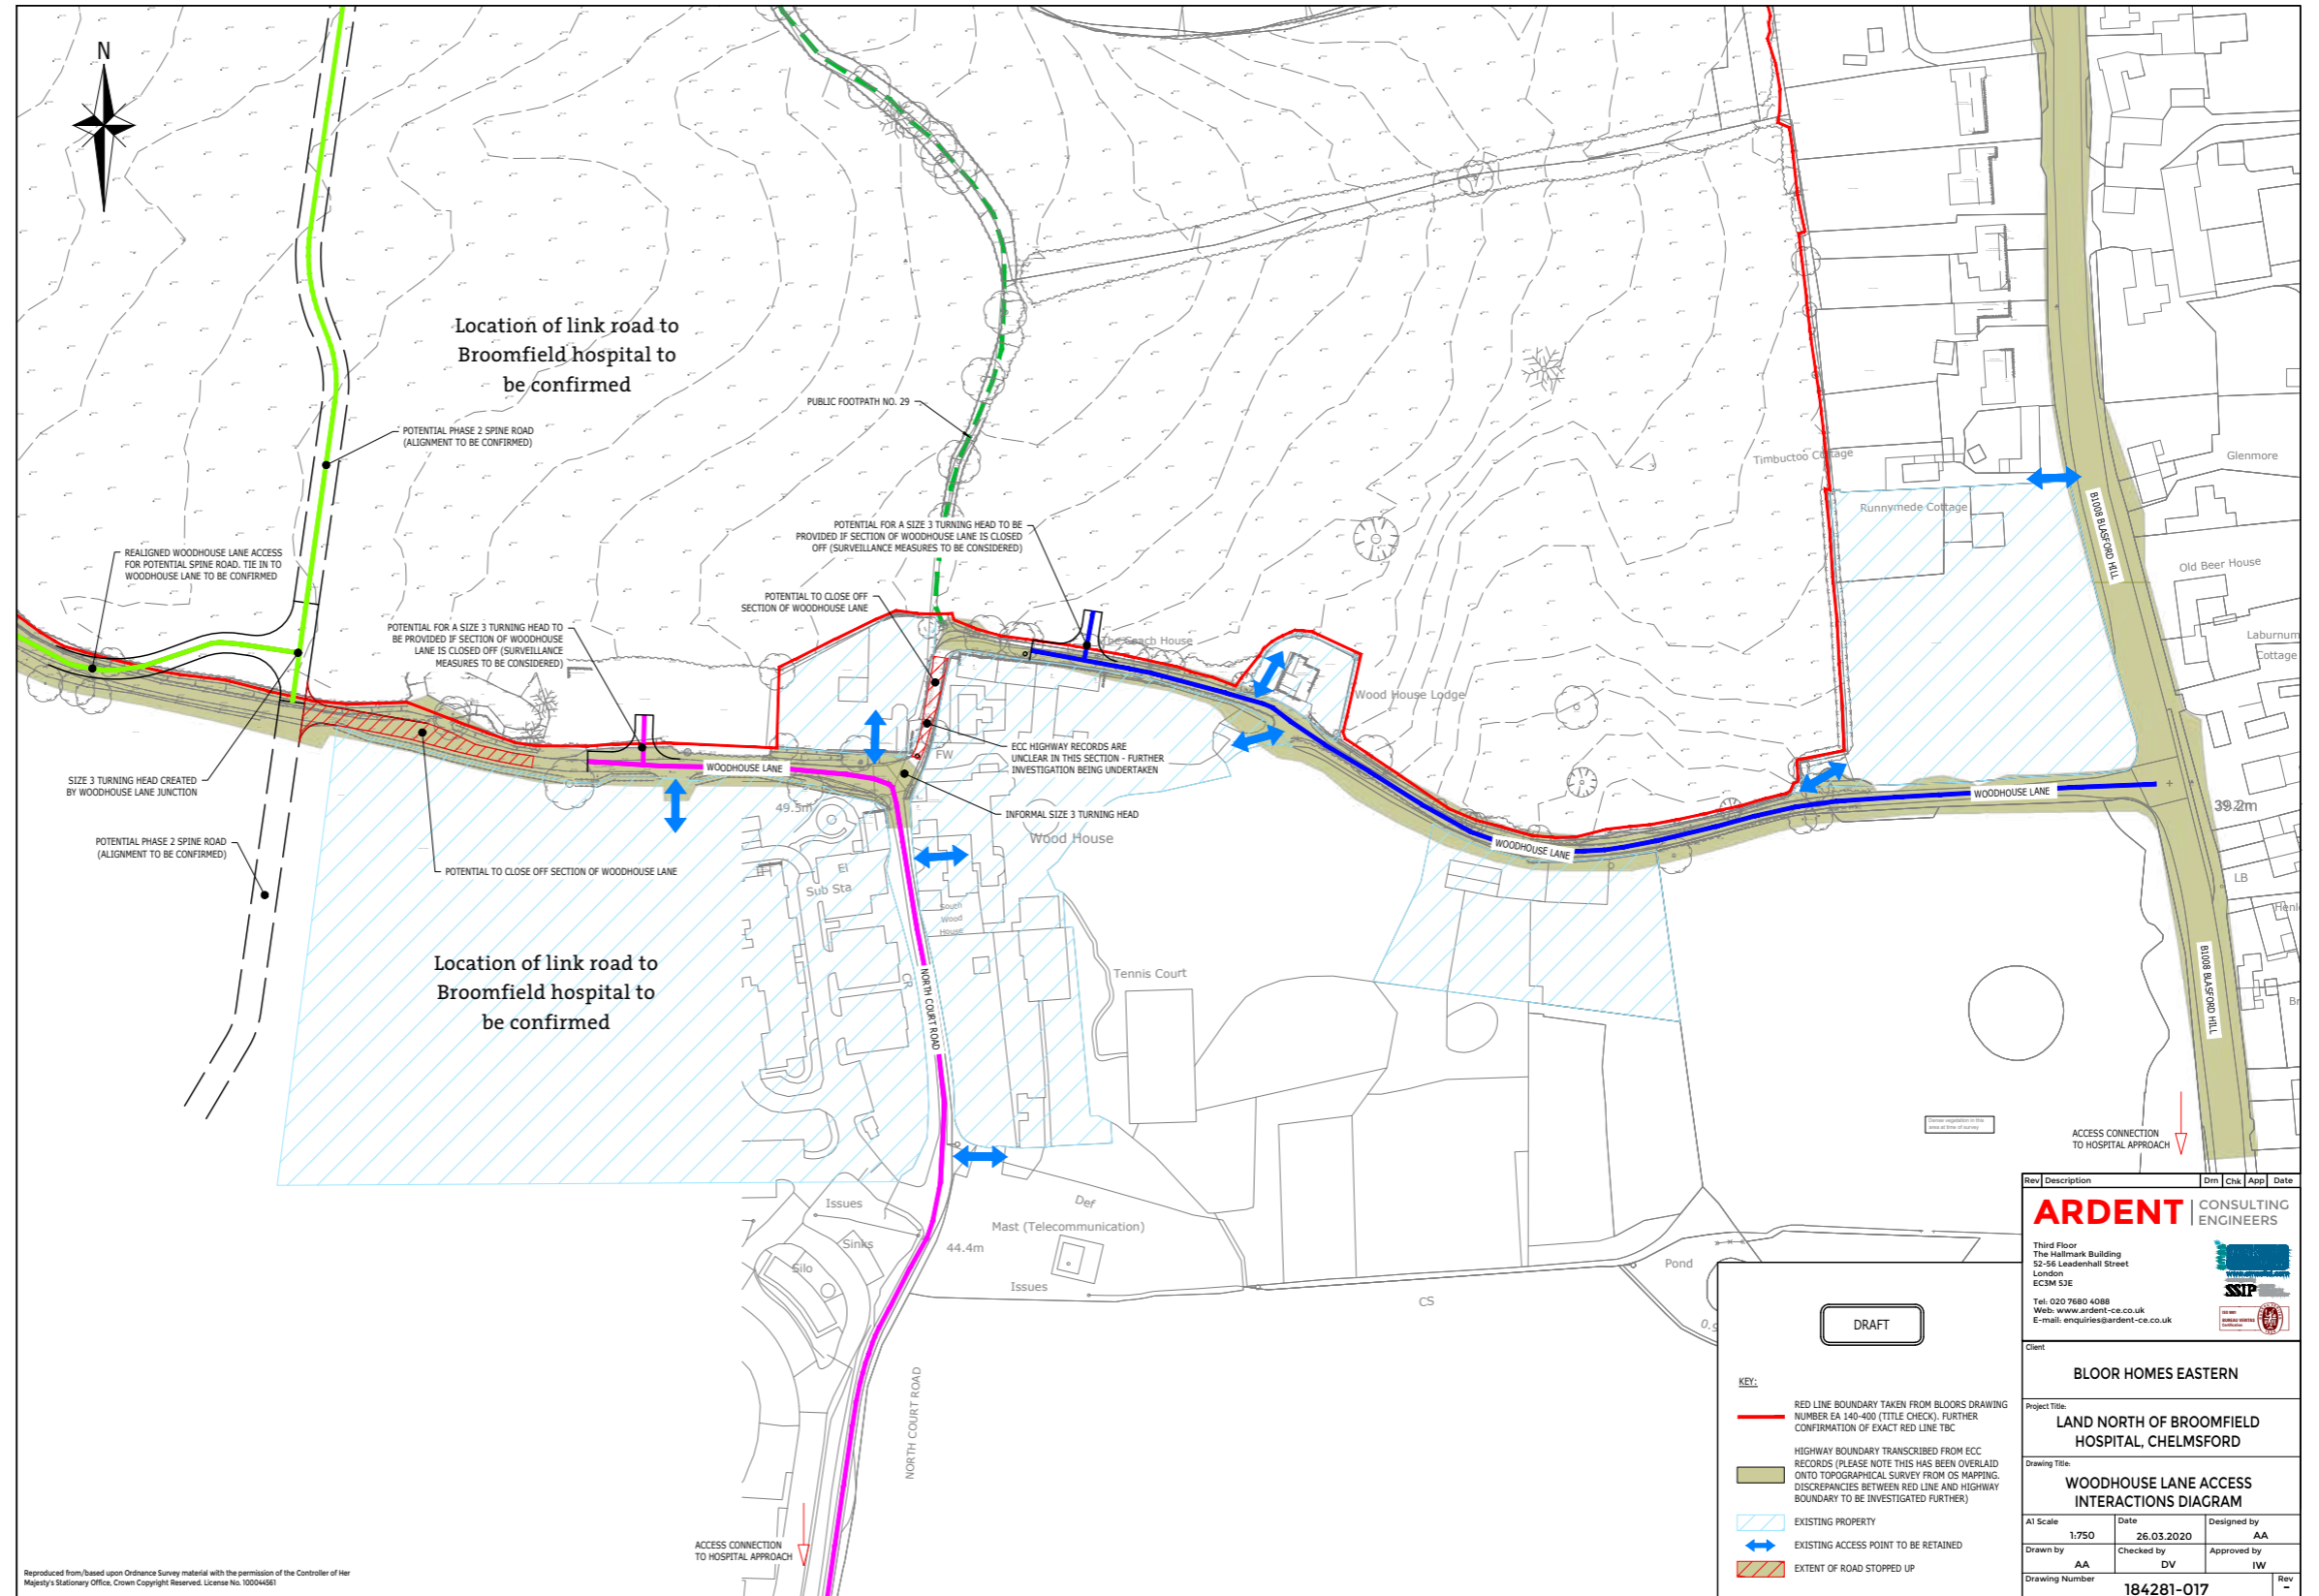 N
Location of link road to
Broomfield hospital to
be confirmed
POTENTIAL PHASE 2 SPINE ROAD
(ALIGNMENT TO BE CONFIRMED)
PUBLIC FOOTPATH NO. 29
REALIGNED WOODHOUSE LANE ACCESS
FOR POTENTIAL SPINE ROAD. TIE IN TO
WOODHOUSE LANE TO BE CONFIRMED
POTENTIAL FOR A SIZE 3 TURNING HEAD TO BE
PROVIDED IF SECTION OF WOODHOUSE LANE IS CLOSED
OFF (SURVEILLANCE MEASURES TO BE CONSIDERED)
POTENTIAL TO CLOSE OFF
SECTION OF WOODHOUSE LANE
POTENTIAL FOR A SIZE 3 TURNING HEAD TO
BE PROVIDED IF SECTION OF WOODHOUSE
LANE IS CLOSED OFF (SURVEILLANCE
MEASURES TO BE CONSIDERED)
The Coach House
Wood House Lodge
Timbuctoo Cottage
Runnymede Cottage
Glenmore
B1008 BLASFORD HILL
Old Beer House
Laburnum
Cottage
SIZE 3 TURNING HEAD CREATED
BY WOODHOUSE LANE JUNCTION
WOODHOUSE LANE
FW
ECC HIGHWAY RECORDS ARE
UNCLEAR IN THIS SECTION - FURTHER
INVESTIGATION BEING UNDERTAKEN
49.5m
INFORMAL SIZE 3 TURNING HEAD
Wood House
WOODHOUSE LANE
WOODHOUSE LANE
39.2m
POTENTIAL PHASE 2 SPINE ROAD
(ALIGNMENT TO BE CONFIRMED)
POTENTIAL TO CLOSE OFF SECTION OF WOODHOUSE LANE
El
Sub Sta
South
Wood
House
LB
Location of link road to
Broomfield hospital to
be confirmed
CR
NORTH COURT ROAD
Tennis Court
B1008 BLASFORD HILL
Dense vegetation in this
area at time of survey
ACCESS CONNECTION
TO HOSPITAL APPROACH
Issues
Sinks
Silo
44.4m
Def
Mast (Telecommunication)
Issues
CS
Pond
NORTH COURT ROAD
ACCESS CONNECTION
TO HOSPITAL APPROACH
Reproduced from/based upon Ordnance Survey material with the permission of the Controller of Her
Majesty's Stationary Office, Crown Copyright Reserved. License No. 100044561
DRAFT
KEY:
RED LINE BOUNDARY TAKEN FROM BLOORS DRAWING
NUMBER EA 140-400 (TITLE CHECK). FURTHER
CONFIRMATION OF EXACT RED LINE TBC
HIGHWAY BOUNDARY TRANSCRIBED FROM ECC
RECORDS (PLEASE NOTE THIS HAS BEEN OVERLAID
ONTO TOPOGRAPHICAL SURVEY FROM OS MAPPING.
DISCREPANCIES BETWEEN RED LINE AND HIGHWAY
BOUNDARY TO BE INVESTIGATED FURTHER)
EXISTING PROPERTY
EXISTING ACCESS POINT TO BE RETAINED
EXTENT OF ROAD STOPPED UP
Rev Description Drn Chk App Date
ARDENT CONSULTING
ENGINEERS
Third Floor
The Hallmark Building
52-56 Leadenhall Street
London
EC3M 5JE
Tel: 020 7680 4088
Web: www.ardent-ce.co.uk
E-mail: enquiries@ardent-ce.co.uk
SSIP
BUREAU VERITAS
Certification
Client
BLOOR HOMES EASTERN
Project Title:
LAND NORTH OF BROOMFIELD
HOSPITAL, CHELMSFORD
Drawing Title:
WOODHOUSE LANE ACCESS
INTERACTIONS DIAGRAM
A1 Scale Date Designed by
1:750 26.03.2020 AA
Drawn by Checked by Approved by
AA DV IW
Drawing Number Rev
184281-017 -